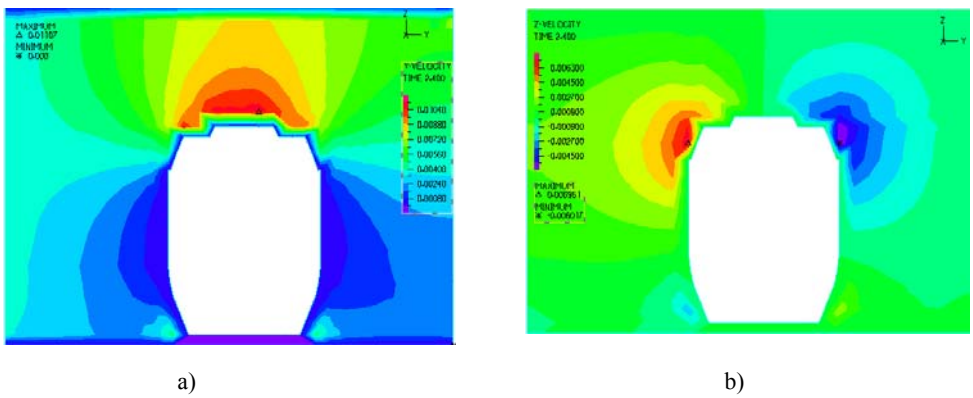 MAXIMUM
MINIMUM
0.000
Z
Y
Y-VELOCITY
TIME 2.400
0.01040
0.00880
0.00720
0.00560
0.00400
0.00240
0.00080
a)
Z-VELOCITY
TIME 2.400
0.006300
0.004500
0.002700
0.000900
-0.000900
-0.002700
-0.004500
MAXIMUM
MINIMUM
Z
Y
b)